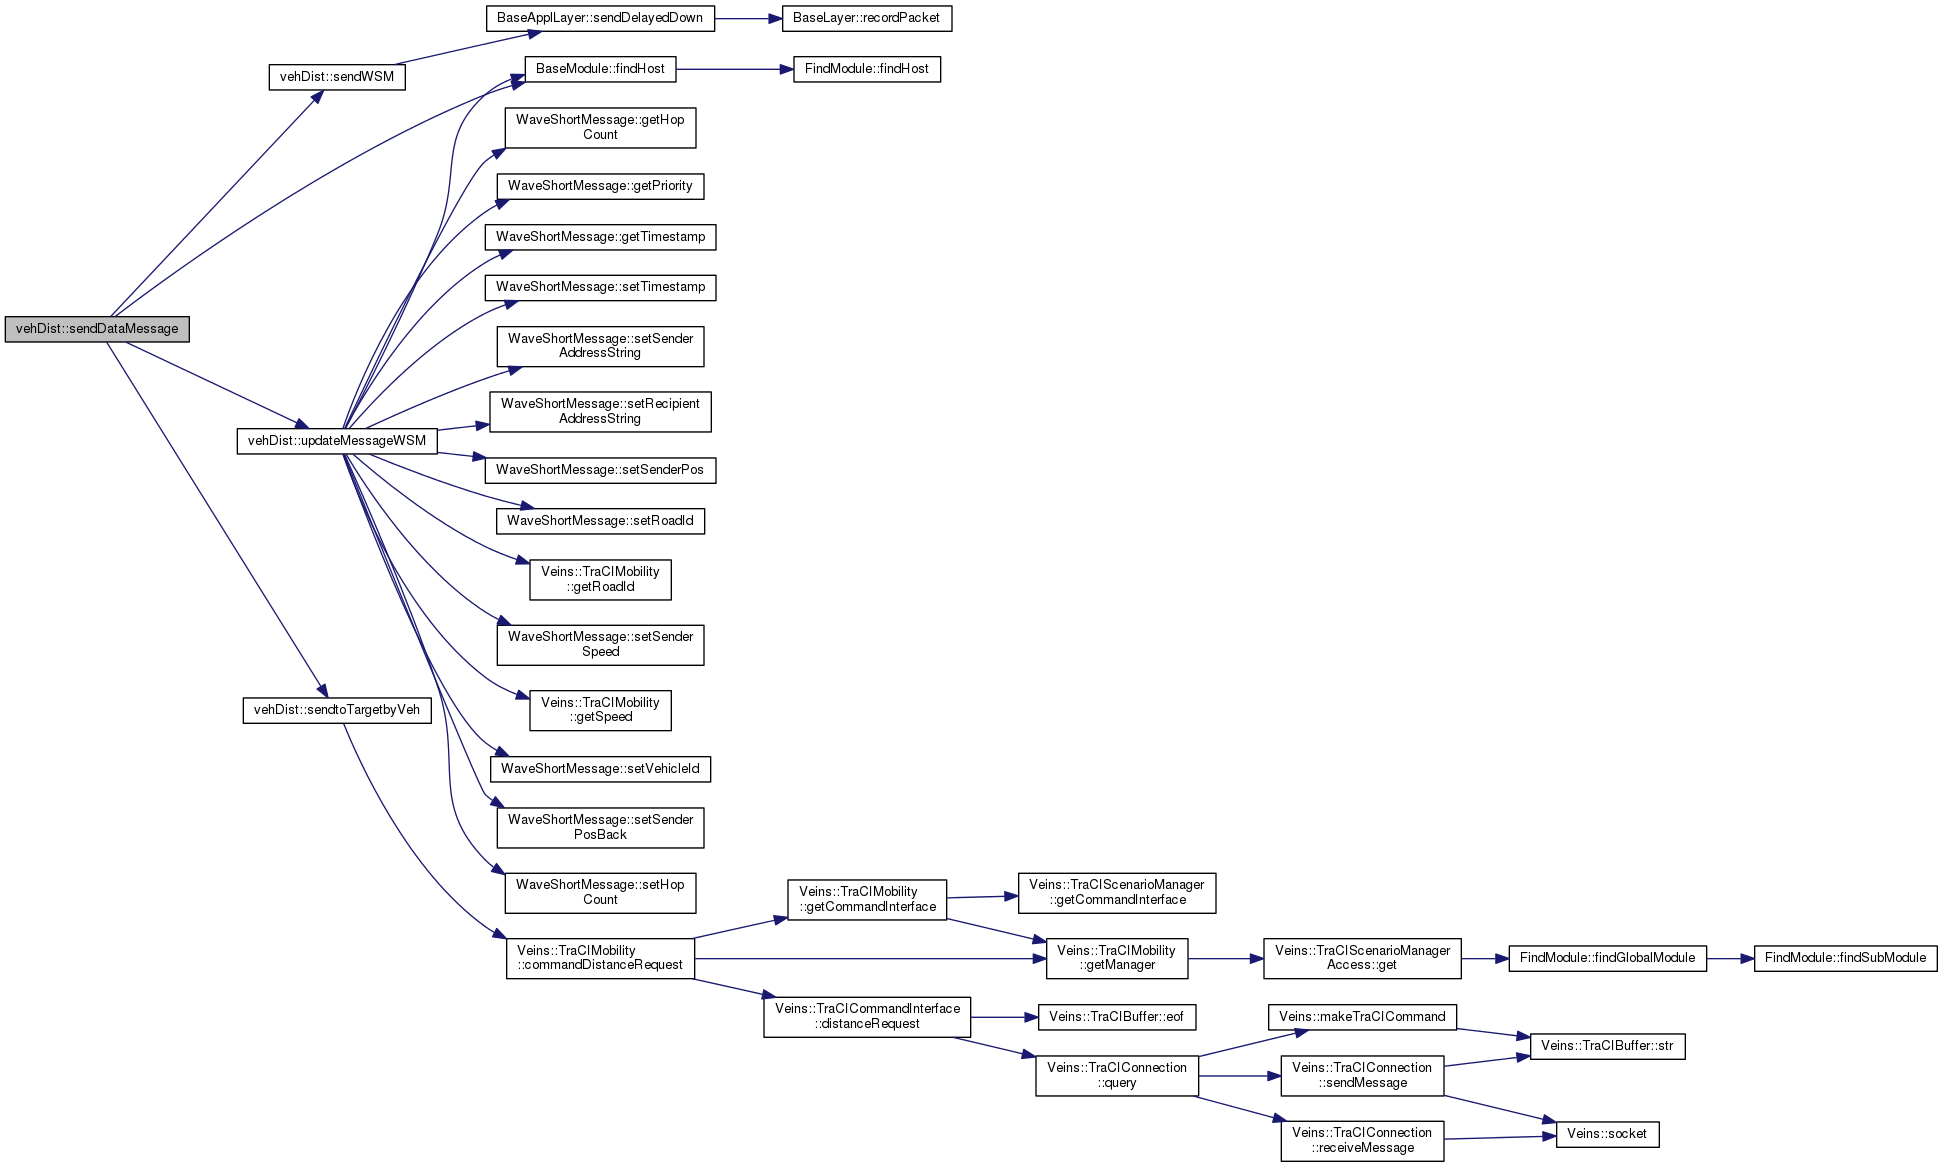 BaseApplLayer::sendDelayedDown
BaseLayer::recordPacket
vehDist::sendWSM
BaseModule::findHost
FindModule::findHost
WaveShortMessage::getHop
Count
WaveShortMessage::getPriority
WaveShortMessage::getTimestamp
WaveShortMessage::setTimestamp
vehDist::sendDataMessage
WaveShortMessage::setSender
AddressString
WaveShortMessage::setRecipient
AddressString
vehDist::updateMessageWSM
WaveShortMessage::setSenderPos
WaveShortMessage::setRoadId
Veins::TraCIMobility
::getRoadId
WaveShortMessage::setSender
Speed
Veins::TraCIMobility
::getSpeed
vehDist::sendtoTargetbyVeh
WaveShortMessage::setVehicleId
WaveShortMessage::setSender
PosBack
WaveShortMessage::setHop
Count
Veins::TraCIMobility
::getCommandInterface
Veins::TraCIScenarioManager
::getCommandInterface
Veins::TraCIMobility
::commandDistanceRequest
Veins::TraCIMobility
::getManager
Veins::TraCIScenarioManager
Access::get
FindModule::findGlobalModule
FindModule::findSubModule
Veins::TraCICommandInterface
::distanceRequest
Veins::TraCIBuffer::eof
Veins::makeTraCICommand
Veins::TraCIBuffer::str
Veins::TraCIConnection
::query
Veins::TraCIConnection
::sendMessage
Veins::TraCIConnection
::receiveMessage
Veins::socket